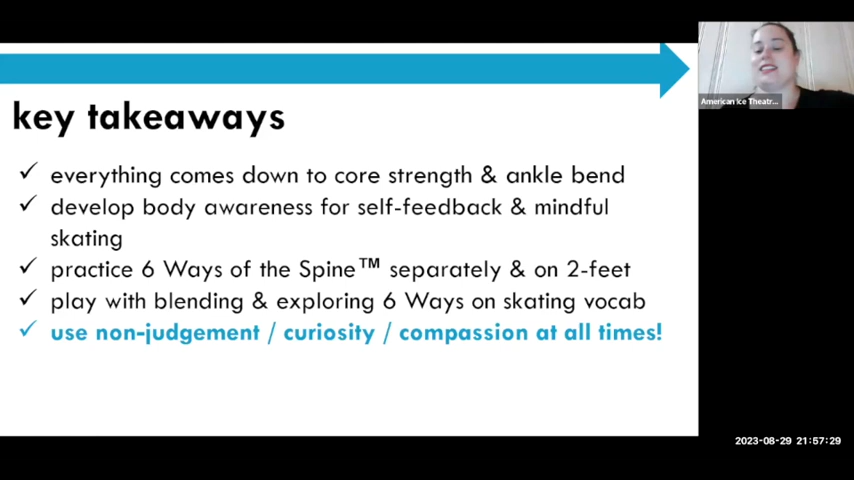 American Ice Theatr...
key takeaways
✓ everything comes down to core strength & ankle bend
✓ develop body awareness for self-feedback & mindful
skating
✓ practice 6 Ways of the Spine™ separately & on 2-feet
✓ play with blending & exploring 6 Ways on skating vocab
✓ use non-judgement / curiosity / compassion at all times!
2023-08-29 21:57:29